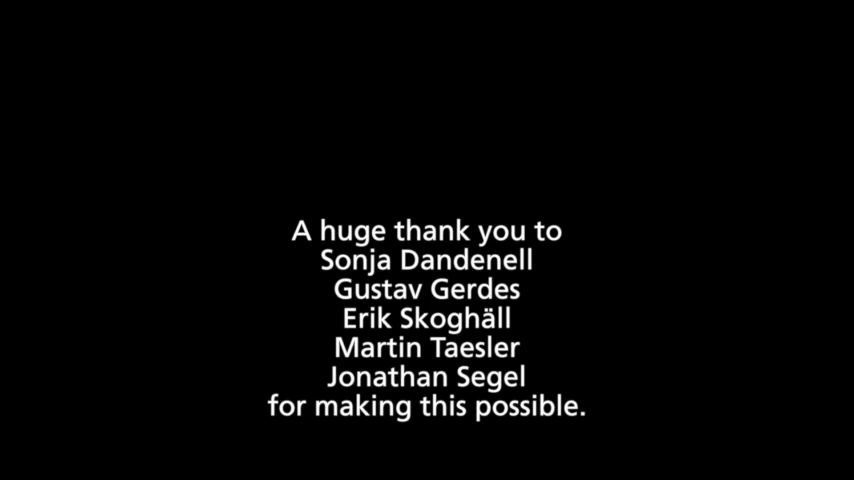 A huge thank you to
Sonja Dandenell
Gustav Gerdes
Erik Skoghäll
Martin Taesler
Jonathan Segel
for making this possible.